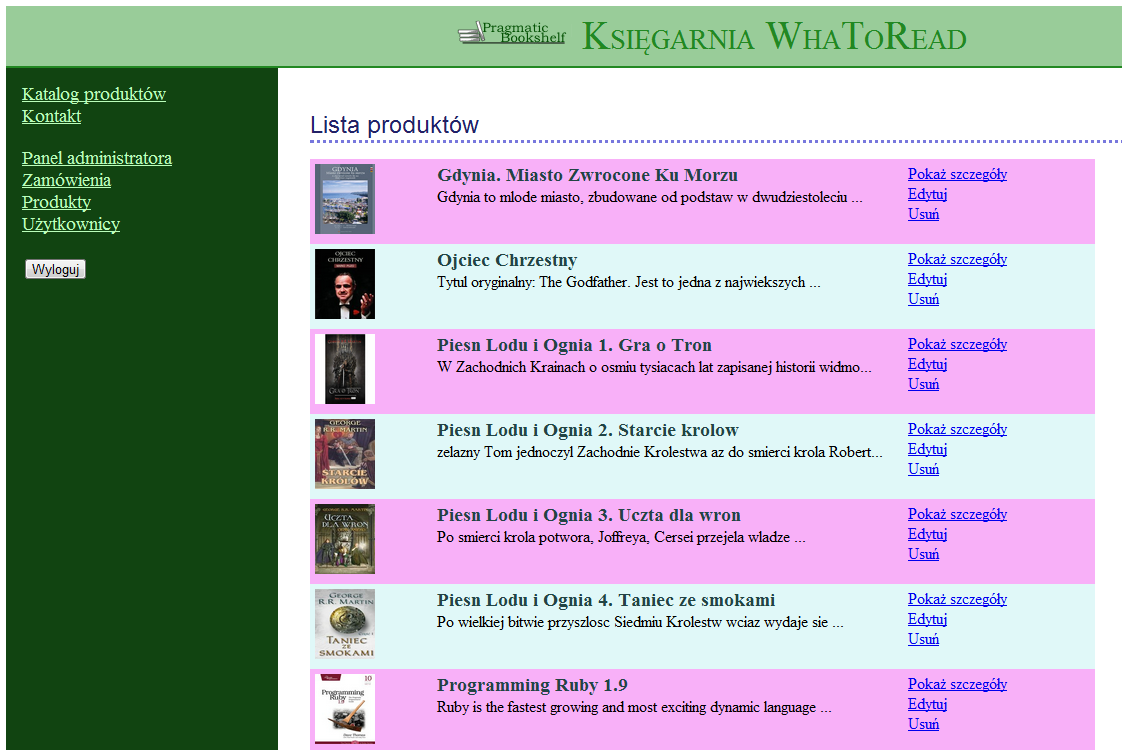 Pragmatic
Bookshelf
Księgarnia WhaToRead
Katalog produktów
Kontakt
Panel administratora
Zamówienia
Produkty
Użytkownicy
Wyloguj
Lista produktów
GDYNIA
Gdynia. Miasto Zwrocone Ku Morzu
Gdynia to mlode miasto, zbudowane od podstaw w dwudziestoleciu ...
Pokaż szczegóły
Edytuj
Usuń
OJCIEC
CHRZESTNY
Ojciec Chrzestny
Tytul oryginalny: The Godfather. Jest to jedna z najwiekszych ...
Pokaż szczegóły
Edytuj
Usuń
Piesn Lodu i Ognia 1. Gra o Tron
W Zachodnich Krainach o osmiu tysiacach lat zapisanej historii widmo...
Pokaż szczegóły
Edytuj
Usuń
GEORGE
R.R. MARTIN
STARCIE
KRÓLÓW
Piesn Lodu i Ognia 2. Starcie krolow
zelazny Tom jednoczyl Zachodnie Krolestwa az do smierci krola Robert...
Pokaż szczegóły
Edytuj
Usuń
GEORGE R.R. MARTIN
UCZTA
DLA WRON
Piesn Lodu i Ognia 3. Uczta dla wron
Po smierci krola potwora, Joffreya, Cersei przejela wladze ...
Pokaż szczegóły
Edytuj
Usuń
GEORGE
R.R. MARTIN
TANIEC
ZE
SMOKAMI
Piesn Lodu i Ognia 4. Taniec ze smokami
Po wielkiej bitwie przyszlosc Siedmiu Krolestw wciaz wydaje sie ...
Pokaż szczegóły
Edytuj
Usuń
Programming
Ruby
1.9
Programming Ruby 1.9
Ruby is the fastest growing and most exciting dynamic language ...
Pokaż szczegóły
Edytuj
Usuń